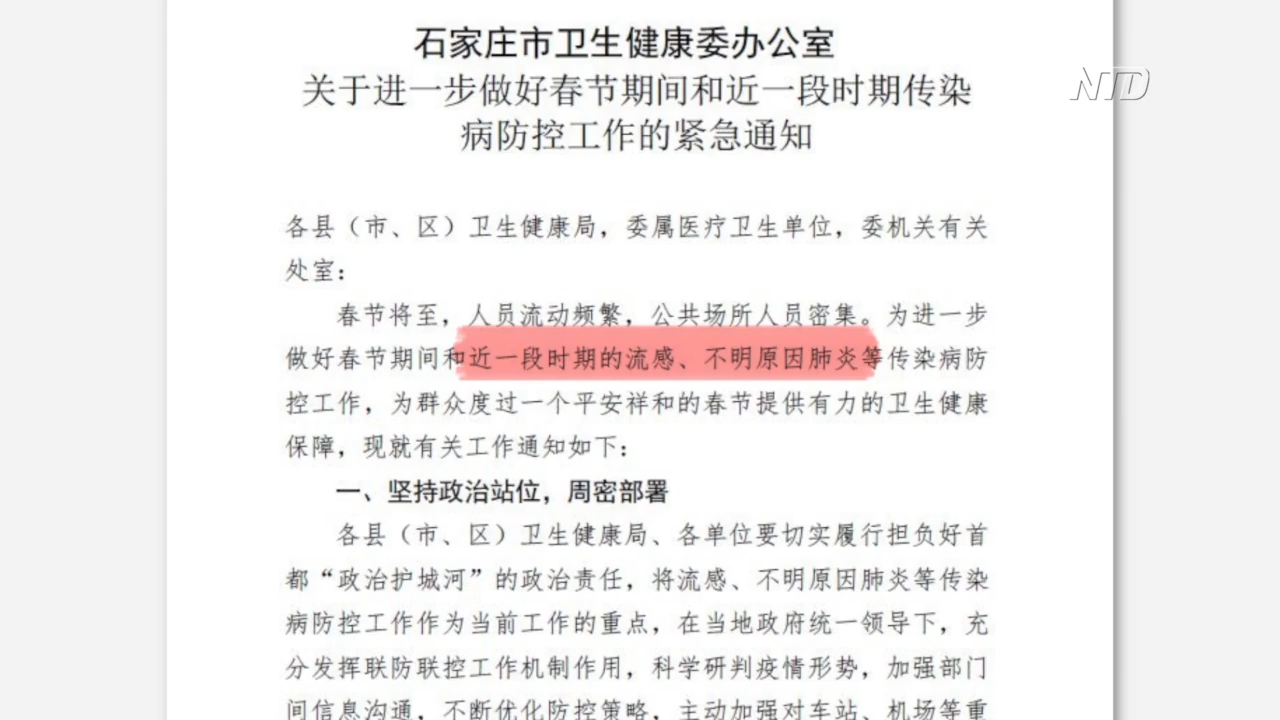 石家庄市卫生健康委办公室
关于进一步做好春节期间和近一段时期传染
病防控工作的紧急通知
NTD
各县（市、区）卫生健康局，委属医疗卫生单位，委机关有关
处室：
春节将至，人员流动频繁，公共场所人员密集。为进一步
做好春节期间和近一段时期的流感、不明原因肺炎等传染病防
控工作，为群众度过一个平安祥和的春节提供有力的卫生健康
保障，现就有关工作通知如下：
一、坚持政治站位，周密部署
各县（市、区）卫生健康局、各单位要切实履行担负好首
都“政治护城河”的政治责任，将流感、不明原因肺炎等传染
病防控工作作为当前工作的重点，在当地政府统一领导下，充
分发挥联防联控工作机制作用，科学研判疫情形势，加强部门
间信息沟通，不断优化防控策略，主动加强对车站、机场等重